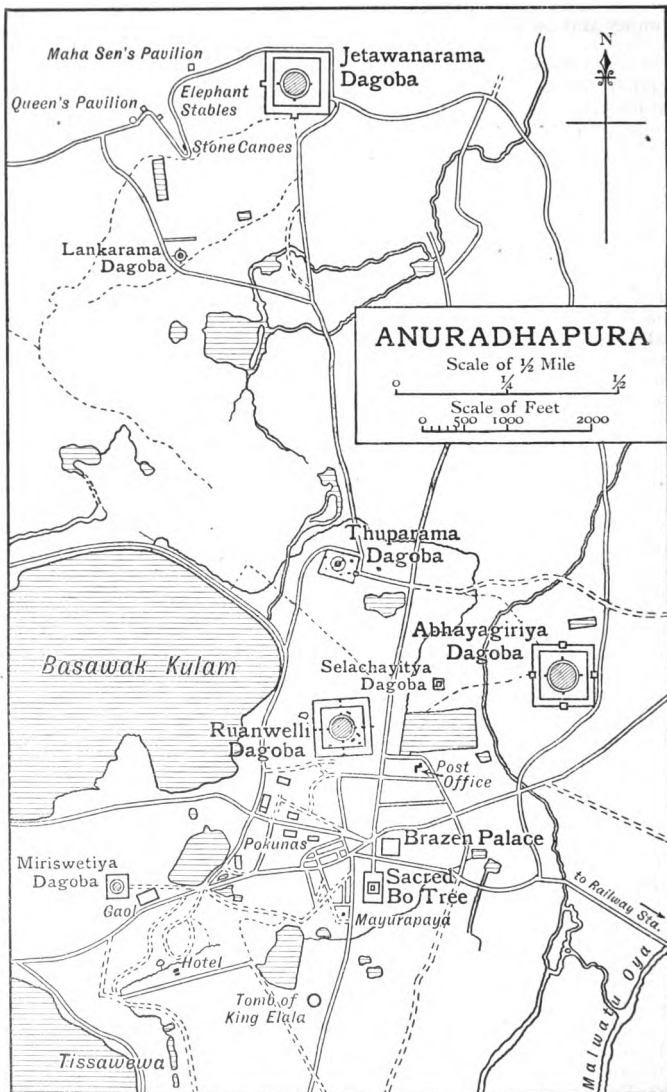 Maha Sen's Pavilion
Jetawanarama
Dagoba
N
Queen's Pavilion
Elephant
Stables
Stone Canoes
Lankarama
Dagoba
ANURADHAPURA
Scale of ½ Mile
0 ¼ ½
Scale of Feet
0 500 1000 2000
Thuparama
Dagoba
Abhayagiriya
Dagoba
Basawak Kulam
Selachayitya
Dagoba
Ruanwelli
Dagoba
Post
Office
Pokunas
Brazen Palace
Miriswetiya
Dagoba
Sacred
Bo Tree
Gaol
to Railway Sta.
Mayurapaya
Hotel
Tomb of
King Elala
Malwatu Oya
Tissawewa